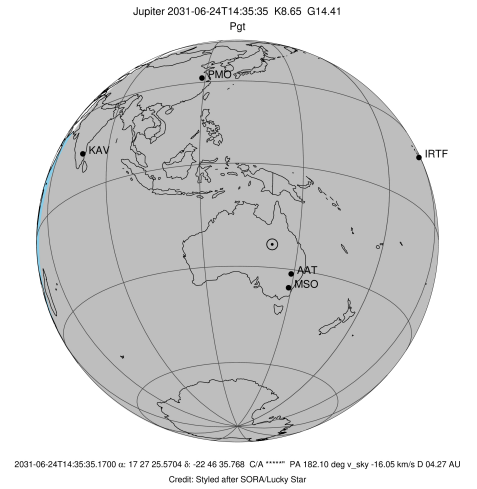 Jupiter 2031-06-24T14:35:35 K8.65 G14.41
Pgt
PMO
KAV
IRTF
AAT
MSO
2031-06-24T14:35:35.1700 α: 17 27 25.5704 δ: -22 46 35.768 C/A *****" PA 182.10 deg v_sky -16.05 km/s D 04.27 AU
Credit: Styled after SORA/Lucky Star